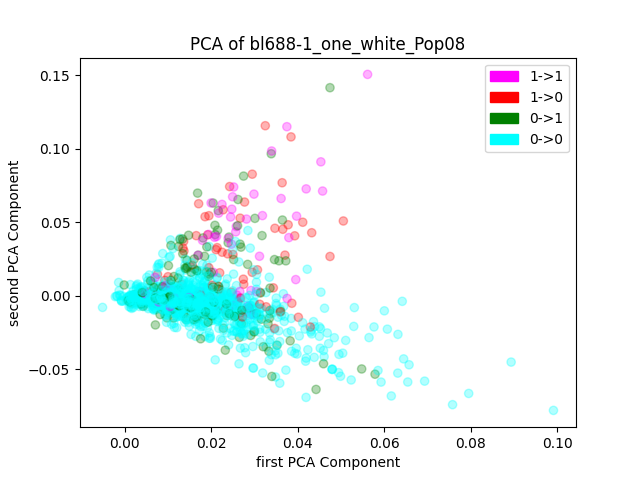 PCA of bl688-1_one_white_Pop08
0.15
0.10
0.05
0.00
−0.05
second PCA Component
1->1
1->0
0->1
0->0
0.00 0.02 0.04 0.06 0.08 0.10
first PCA Component